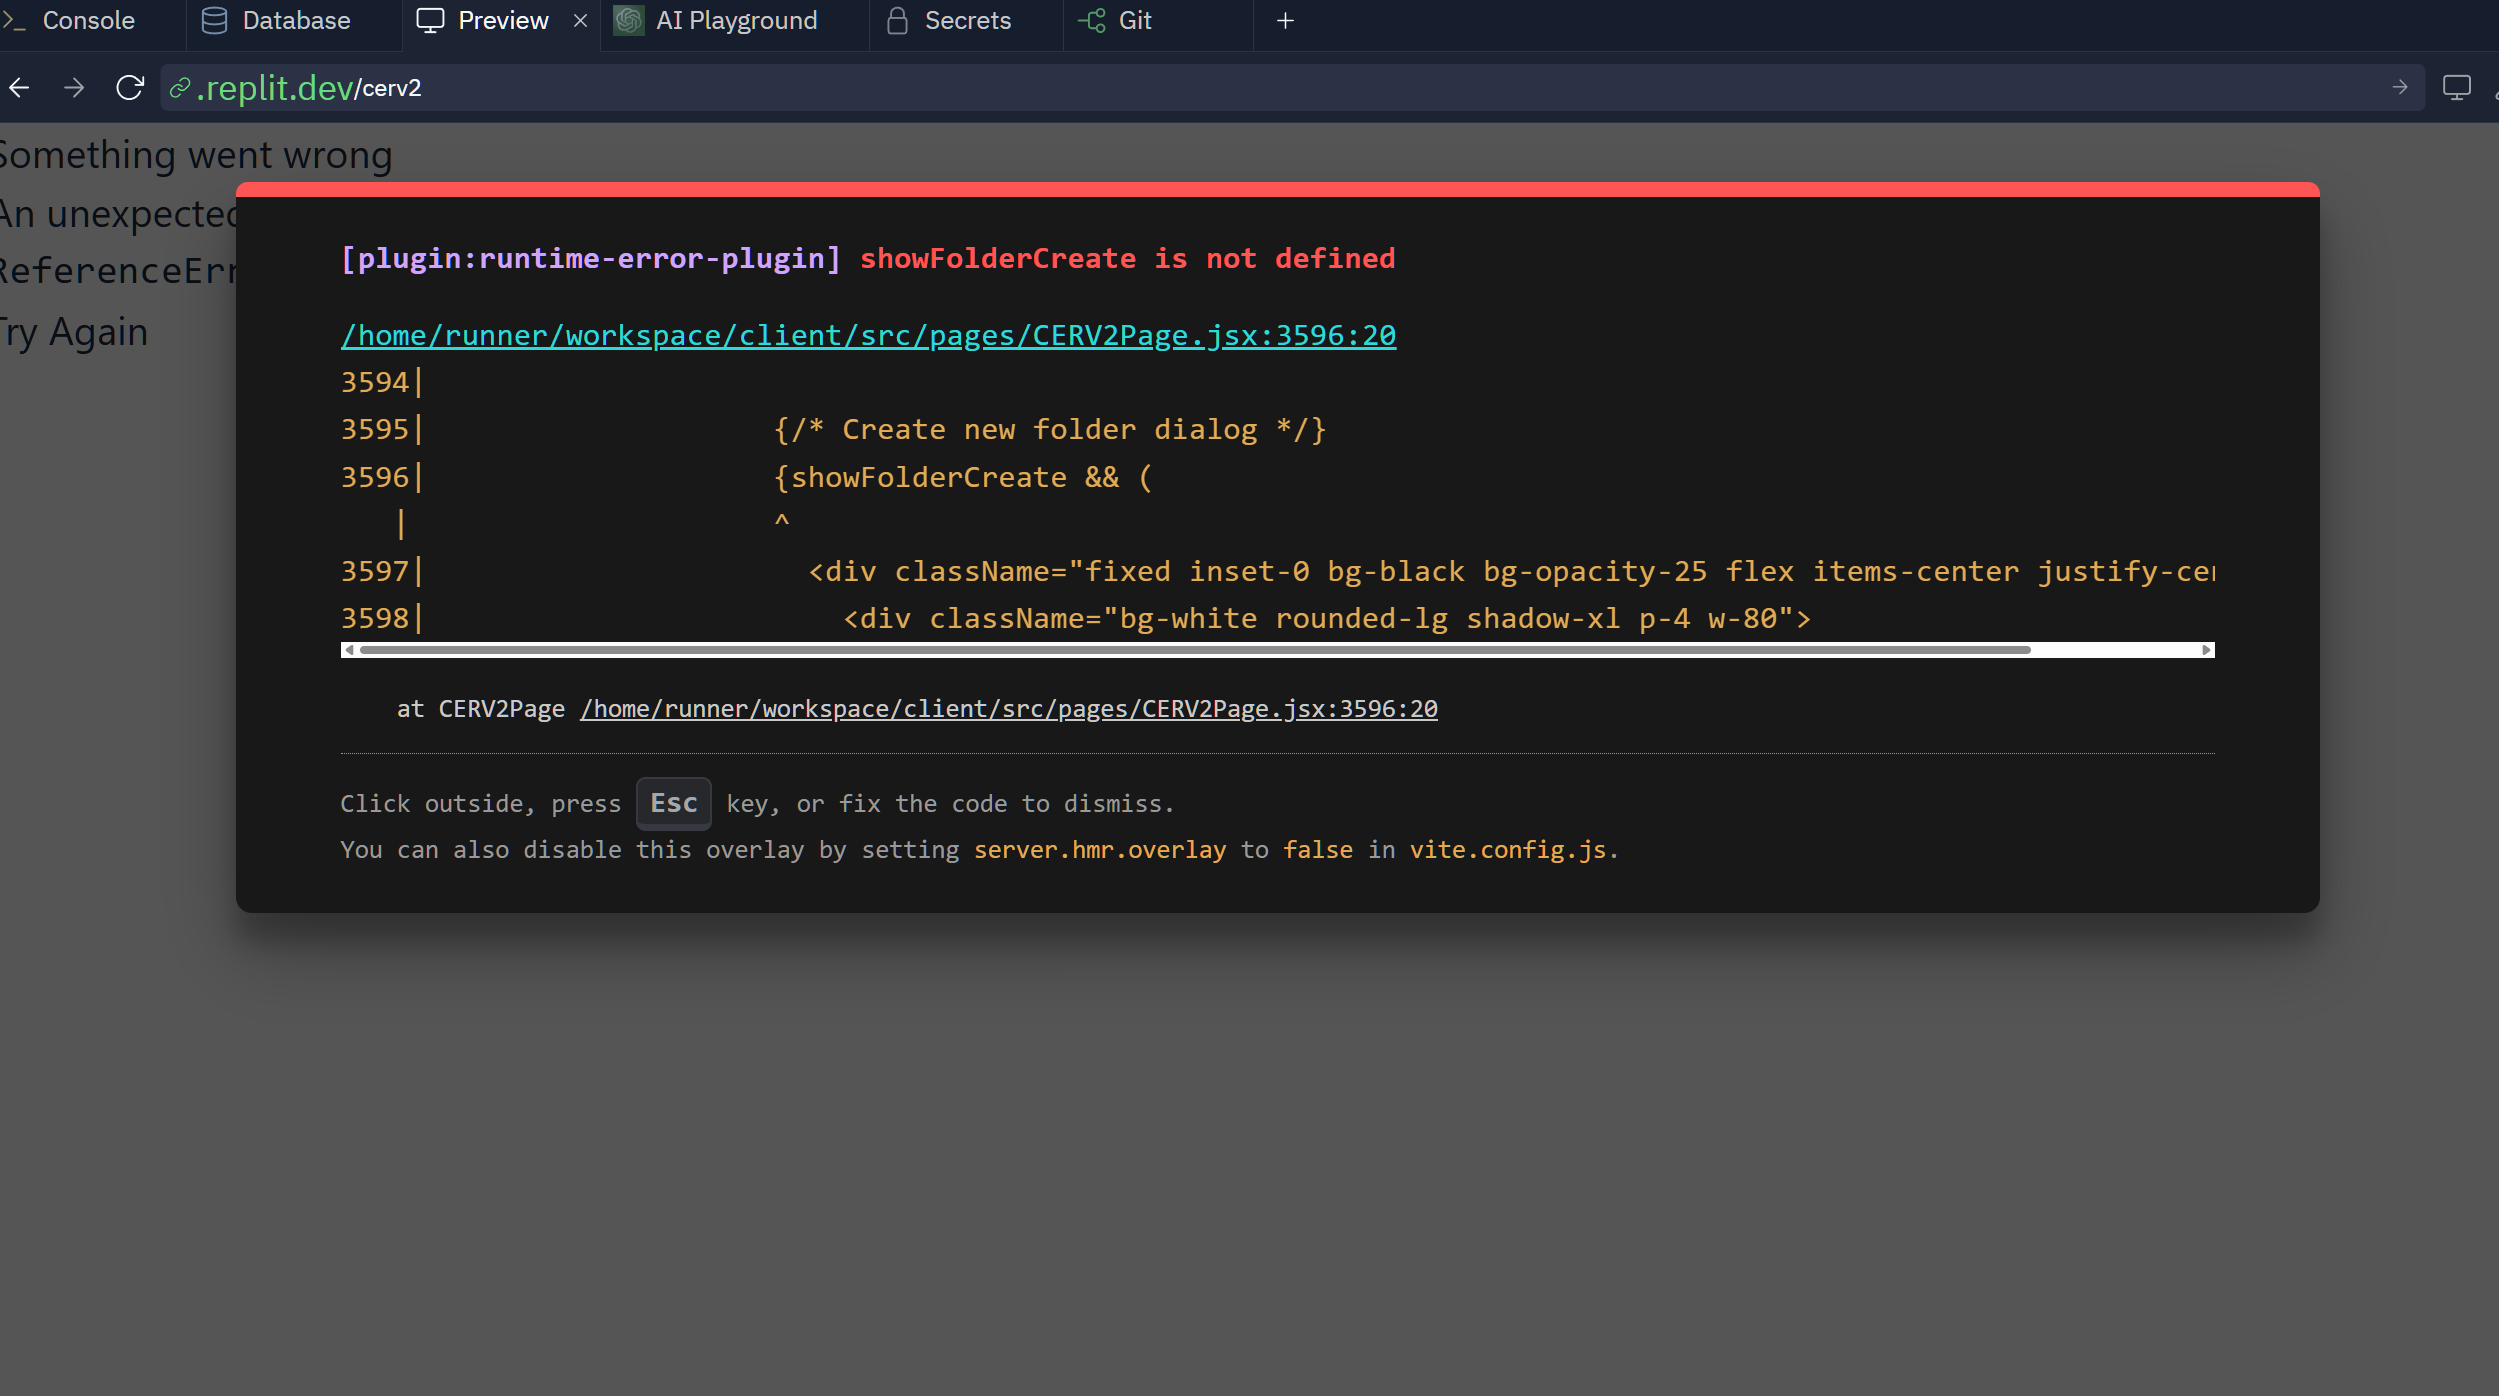 Console
Database
Preview
AI Playground
Secrets
Git
.replit.dev/cerv2
Something went wrong
An unexpected
ReferenceErr
Try Again
[plugin:runtime-error-plugin] showFolderCreate is not defined
/home/runner/workspace/client/src/pages/CERV2Page.jsx:3596:20
3594|
3595|                    {/* Create new folder dialog */}
3596|                    {showFolderCreate && (
|                    ^
3597|                      <div className="fixed inset-0 bg-black bg-opacity-25 flex items-center justify-cer
3598|                        <div className="bg-white rounded-lg shadow-xl p-4 w-80">
at CERV2Page /home/runner/workspace/client/src/pages/CERV2Page.jsx:3596:20
Click outside, press Esc key, or fix the code to dismiss.
You can also disable this overlay by setting server.hmr.overlay to false in vite.config.js.